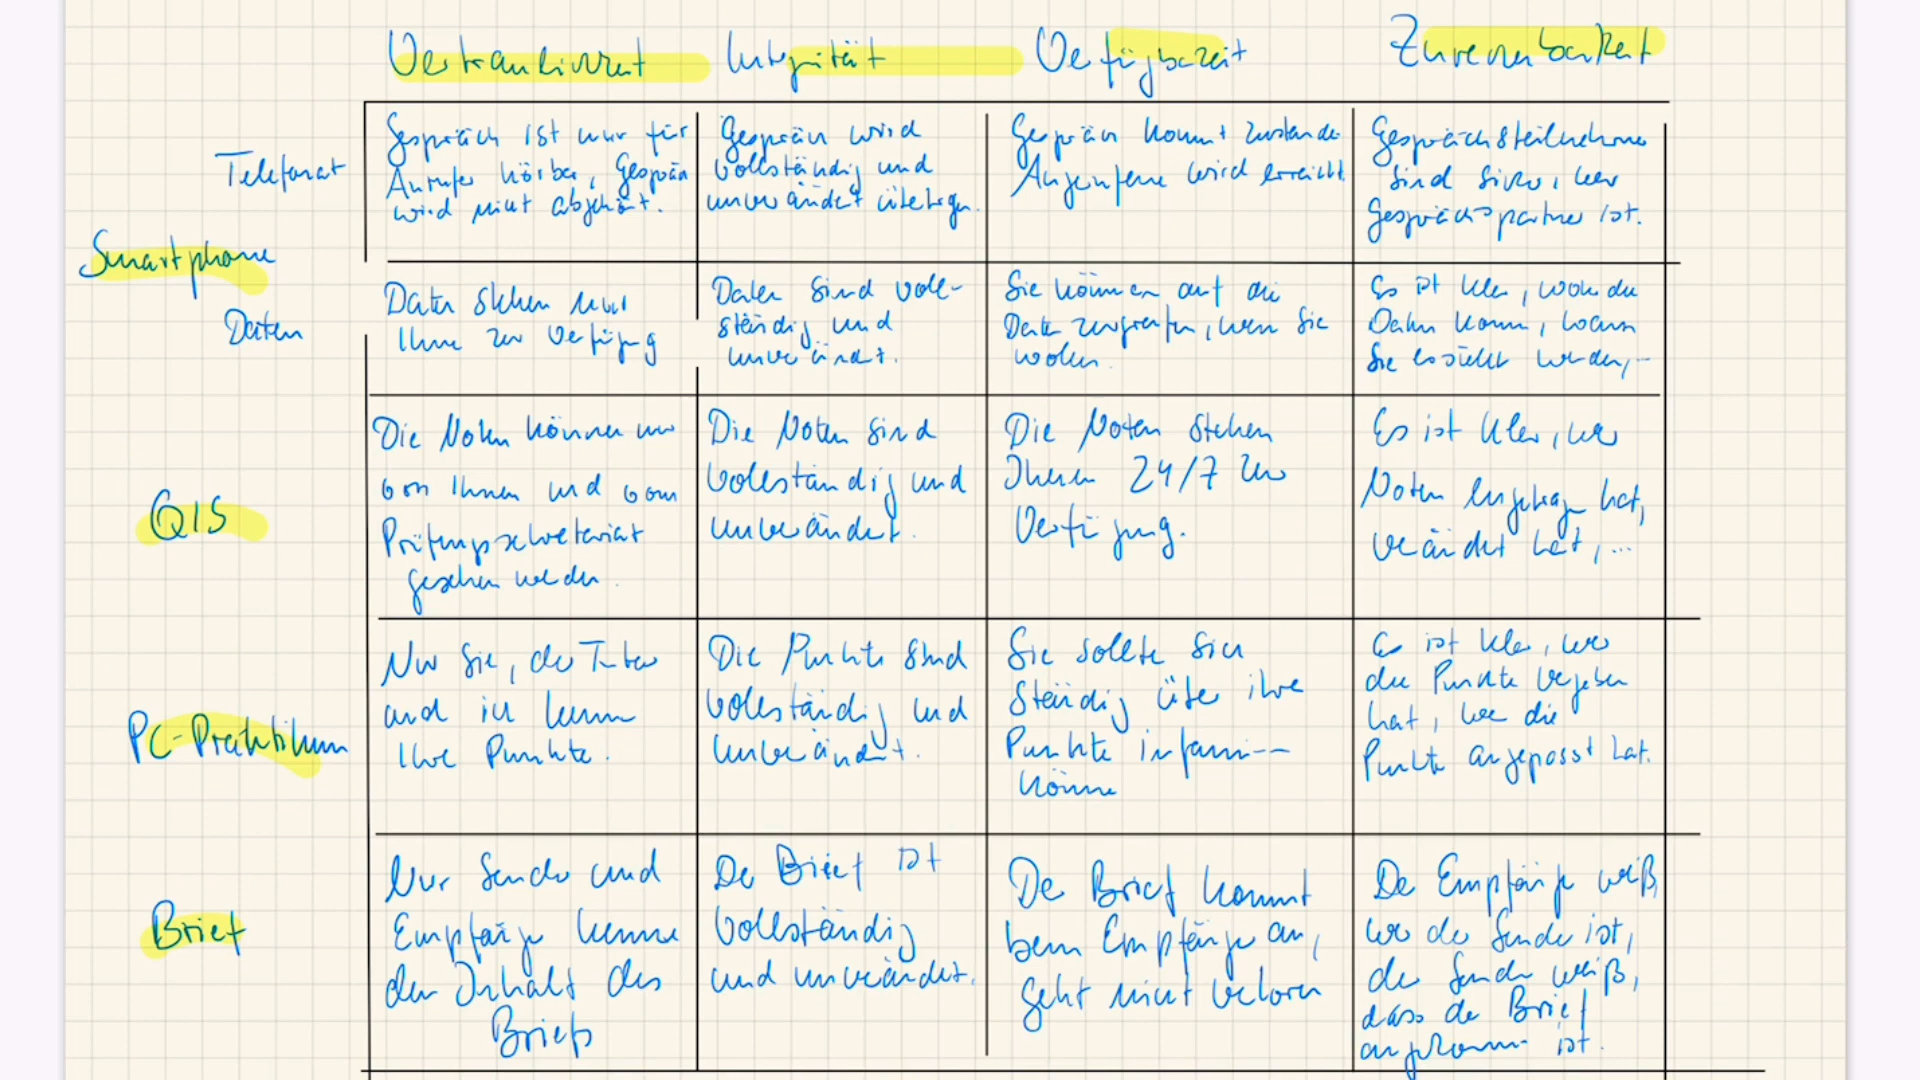 Vertraulichkeit Integrität Verfügbarkeit Zurechenbarkeit
Telefonat
Gespräch ist nur für
Anrufer hörbar, Gespräch
wird nicht abgehört.
Gespräch wird
vollständig und
unverändert übertragen.
Gespräch kommt zustande
Angerufene wird erreicht.
Gesprächsteilnehmer
sind sicher, wer
Gesprächspartner ist.
Smartphone
Daten
Daten stehen nur
Ihnen zur Verfügung
Daten sind voll-
ständig und
unverändert.
Sie können auf die
Daten zugreifen, wenn Sie
wollen.
Es ist klar, woher die
Daten kommen, wann
Sie erstellt werden, ...
QIS
Die Noten können nur
von Ihnen und vom
Prüfungssekretariat
gesehen werden.
Die Noten sind
vollständig und
unverändert.
Die Noten stehen
Ihnen 24/7 zur
Verfügung.
Es ist klar, wer
Noten eingetragen hat,
verändert hat, ...
PC-Praktikum
Nur Sie, der Tutor
und ich kennen
Ihre Punkte.
Die Punkte sind
vollständig und
unverändert.
Sie sollten sich
ständig über ihre
Punkte
können
Es ist klar, wer
die Punkte vergeben
hat, wer die
Punkte angepasst hat.
Brief
Nur Sender und
Empfänger kennen
den Inhalt des
Briefs
Der Brief ist
vollständig
und unverändert.
Der Brief kommt
beim Empfänger an,
geht nicht verloren
Der Empfänger weiß,
wer der Sender ist,
der Sender weiß,
dass der Brief
angekommen ist.